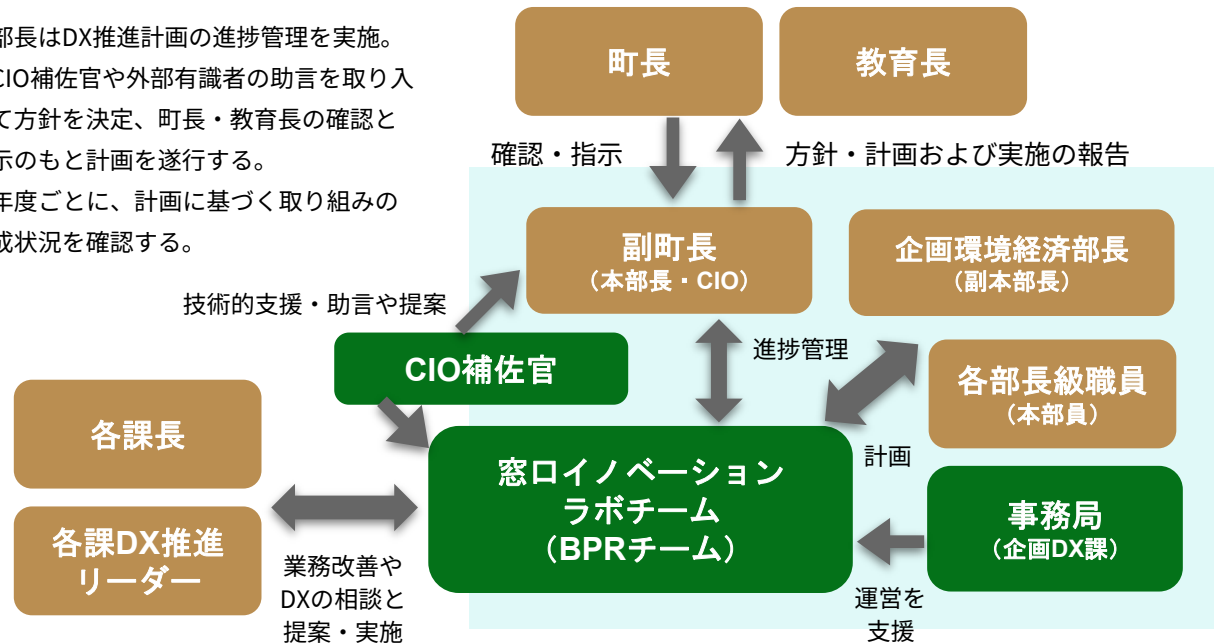 部長はDX推進計画の進捗管理を実施。
CIO補佐官や外部有識者の助言を取り入
て方針を決定、町長・教育長の確認と
示のもと計画を遂行する。
年度ごとに、計画に基づく取り組みの
成状況を確認する。
町長
教育長
確認・指示
方針・計画および実施の報告
副町長
（本部長・CIO）
企画環境経済部長
（副本部長）
技術的支援・助言や提案
進捗管理
CIO補佐官
各部長級職員
（本部員）
各課長
計画
窓口イノベーション
ラボチーム
（BPRチーム）
事務局
（企画DX課）
各課DX推進
リーダー
業務改善や
DXの相談と
提案・実施
運営を
支援